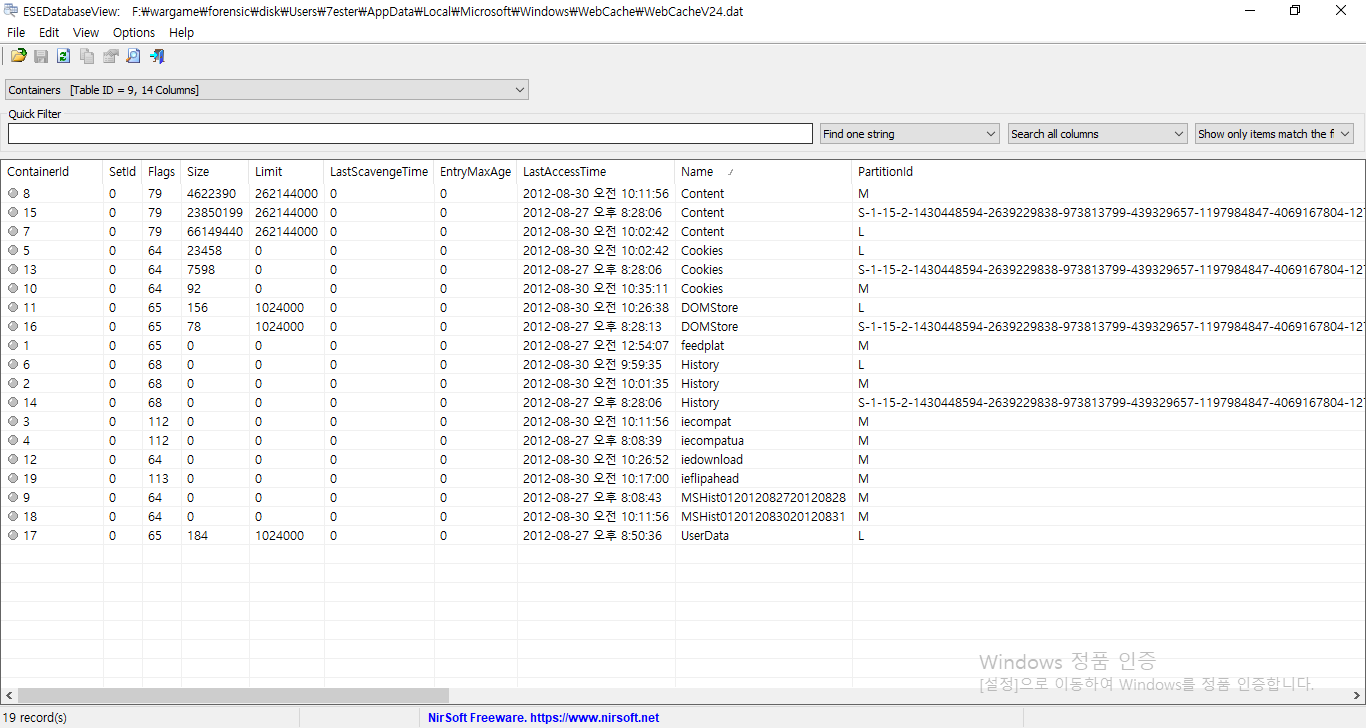 ESEDatabaseView: F:₩wargame₩forensic₩disk₩Users₩7ester₩AppData₩Local₩Microsoft₩Windows₩WebCache₩WebCacheV24.dat
File Edit View Options Help
Containers [Table ID = 9, 14 Columns]
Quick Filter
Find one string Search all columns Show only items match the f
ContainerId SetId Flags Size Limit LastScavengeTime EntryMaxAge LastAccessTime Name PartitionId
8 0 79 4622390 262144000 0 0 2012-08-30 오전 10:11:56 Content M
15 0 79 23850199 262144000 0 0 2012-08-27 오후 8:28:06 Content S-1-15-2-1430448594-2639229838-973813799-439329657-1197984847-4069167804-127
7 0 79 66149440 262144000 0 0 2012-08-30 오전 10:02:42 Content L
5 0 64 23458 0 0 0 2012-08-30 오전 10:02:42 Cookies L
13 0 64 7598 0 0 0 2012-08-27 오후 8:28:06 Cookies S-1-15-2-1430448594-2639229838-973813799-439329657-1197984847-4069167804-127
10 0 64 92 0 0 0 2012-08-30 오전 10:35:11 Cookies M
11 0 65 156 1024000 0 0 2012-08-30 오전 10:26:38 DOMStore L
16 0 65 78 1024000 0 0 2012-08-27 오후 8:28:13 DOMStore S-1-15-2-1430448594-2639229838-973813799-439329657-1197984847-4069167804-127
1 0 65 0 0 0 0 2012-08-27 오전 12:54:07 feedplat M
6 0 68 0 0 0 0 2012-08-30 오전 9:59:35 History L
2 0 68 0 0 0 0 2012-08-30 오전 10:01:35 History M
14 0 68 0 0 0 0 2012-08-27 오후 8:28:06 History S-1-15-2-1430448594-2639229838-973813799-439329657-1197984847-4069167804-127
3 0 112 0 0 0 0 2012-08-30 오전 10:11:56 iecompat M
4 0 112 0 0 0 0 2012-08-27 오후 8:08:39 iecompatua M
12 0 64 0 0 0 0 2012-08-30 오전 10:26:52 iedownload M
19 0 113 0 0 0 0 2012-08-30 오전 10:17:00 ieflipahead M
9 0 64 0 0 0 0 2012-08-27 오후 8:08:43 MSHist012012082720120828 M
18 0 64 0 0 0 0 2012-08-30 오전 10:11:56 MSHist012012083020120831 M
17 0 65 184 1024000 0 0 2012-08-27 오후 8:50:36 UserData L
Windows 정품 인증
[설정]으로 이동하여 Windows를 정품 인증합니다.
19 record(s) NirSoft Freeware. https://www.nirsoft.net